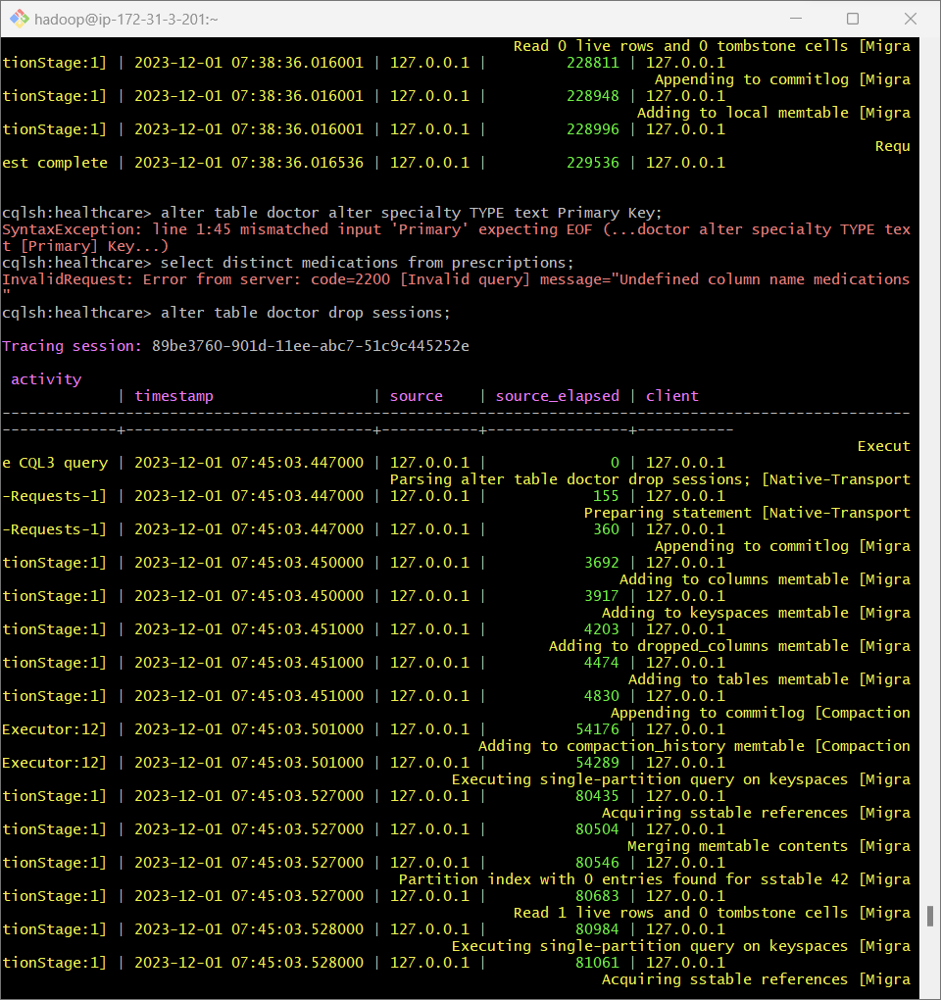 hadoop@ip-172-31-3-201:~
Read 0 live rows and 0 tombstone cells [Migra
tionStage:1] | 2023-12-01 07:38:36.016001 | 127.0.0.1 | 228811 | 127.0.0.1
Appending to commitlog [Migra
tionStage:1] | 2023-12-01 07:38:36.016001 | 127.0.0.1 | 228948 | 127.0.0.1
Adding to local memtable [Migra
tionStage:1] | 2023-12-01 07:38:36.016001 | 127.0.0.1 | 228996 | 127.0.0.1
Requ
est complete | 2023-12-01 07:38:36.016536 | 127.0.0.1 | 229536 | 127.0.0.1
cqlsh:healthcare> alter table doctor alter specialty TYPE text Primary Key;
SyntaxException: line 1:45 mismatched input 'Primary' expecting EOF (...doctor alter specialty TYPE tex
t [Primary] Key...)
cqlsh:healthcare> select distinct medications from prescriptions;
InvalidRequest: Error from server: code=2200 [Invalid query] message="Undefined column name medications
"
cqlsh:healthcare> alter table doctor drop sessions;
Tracing session: 89be3760-901d-11ee-abc7-51c9c445252e
activity
| timestamp | source | source_elapsed | client
-------------------------------------------------------------------------------------------------------
-------------+----------------------------+-----------+----------------+-----------
Execut
e CQL3 query | 2023-12-01 07:45:03.447000 | 127.0.0.1 | 0 | 127.0.0.1
Parsing alter table doctor drop sessions; [Native-Transport
-Requests-1] | 2023-12-01 07:45:03.447000 | 127.0.0.1 | 155 | 127.0.0.1
Preparing statement [Native-Transport
-Requests-1] | 2023-12-01 07:45:03.447000 | 127.0.0.1 | 360 | 127.0.0.1
Appending to commitlog [Migra
tionStage:1] | 2023-12-01 07:45:03.450000 | 127.0.0.1 | 3692 | 127.0.0.1
Adding to columns memtable [Migra
tionStage:1] | 2023-12-01 07:45:03.450000 | 127.0.0.1 | 3917 | 127.0.0.1
Adding to keyspaces memtable [Migra
tionStage:1] | 2023-12-01 07:45:03.451000 | 127.0.0.1 | 4203 | 127.0.0.1
Adding to dropped_columns memtable [Migra
tionStage:1] | 2023-12-01 07:45:03.451000 | 127.0.0.1 | 4474 | 127.0.0.1
Adding to tables memtable [Migra
tionStage:1] | 2023-12-01 07:45:03.451000 | 127.0.0.1 | 4830 | 127.0.0.1
Appending to commitlog [Compaction
Executor:12] | 2023-12-01 07:45:03.501000 | 127.0.0.1 | 54176 | 127.0.0.1
Adding to compaction_history memtable [Compaction
Executor:12] | 2023-12-01 07:45:03.501000 | 127.0.0.1 | 54289 | 127.0.0.1
Executing single-partition query on keyspaces [Migra
tionStage:1] | 2023-12-01 07:45:03.527000 | 127.0.0.1 | 80435 | 127.0.0.1
Acquiring sstable references [Migra
tionStage:1] | 2023-12-01 07:45:03.527000 | 127.0.0.1 | 80504 | 127.0.0.1
Merging memtable contents [Migra
tionStage:1] | 2023-12-01 07:45:03.527000 | 127.0.0.1 | 80546 | 127.0.0.1
Partition index with 0 entries found for sstable 42 [Migra
tionStage:1] | 2023-12-01 07:45:03.527000 | 127.0.0.1 | 80683 | 127.0.0.1
Read 1 live rows and 0 tombstone cells [Migra
tionStage:1] | 2023-12-01 07:45:03.528000 | 127.0.0.1 | 80984 | 127.0.0.1
Executing single-partition query on keyspaces [Migra
tionStage:1] | 2023-12-01 07:45:03.528000 | 127.0.0.1 | 81061 | 127.0.0.1
Acquiring sstable references [Migra